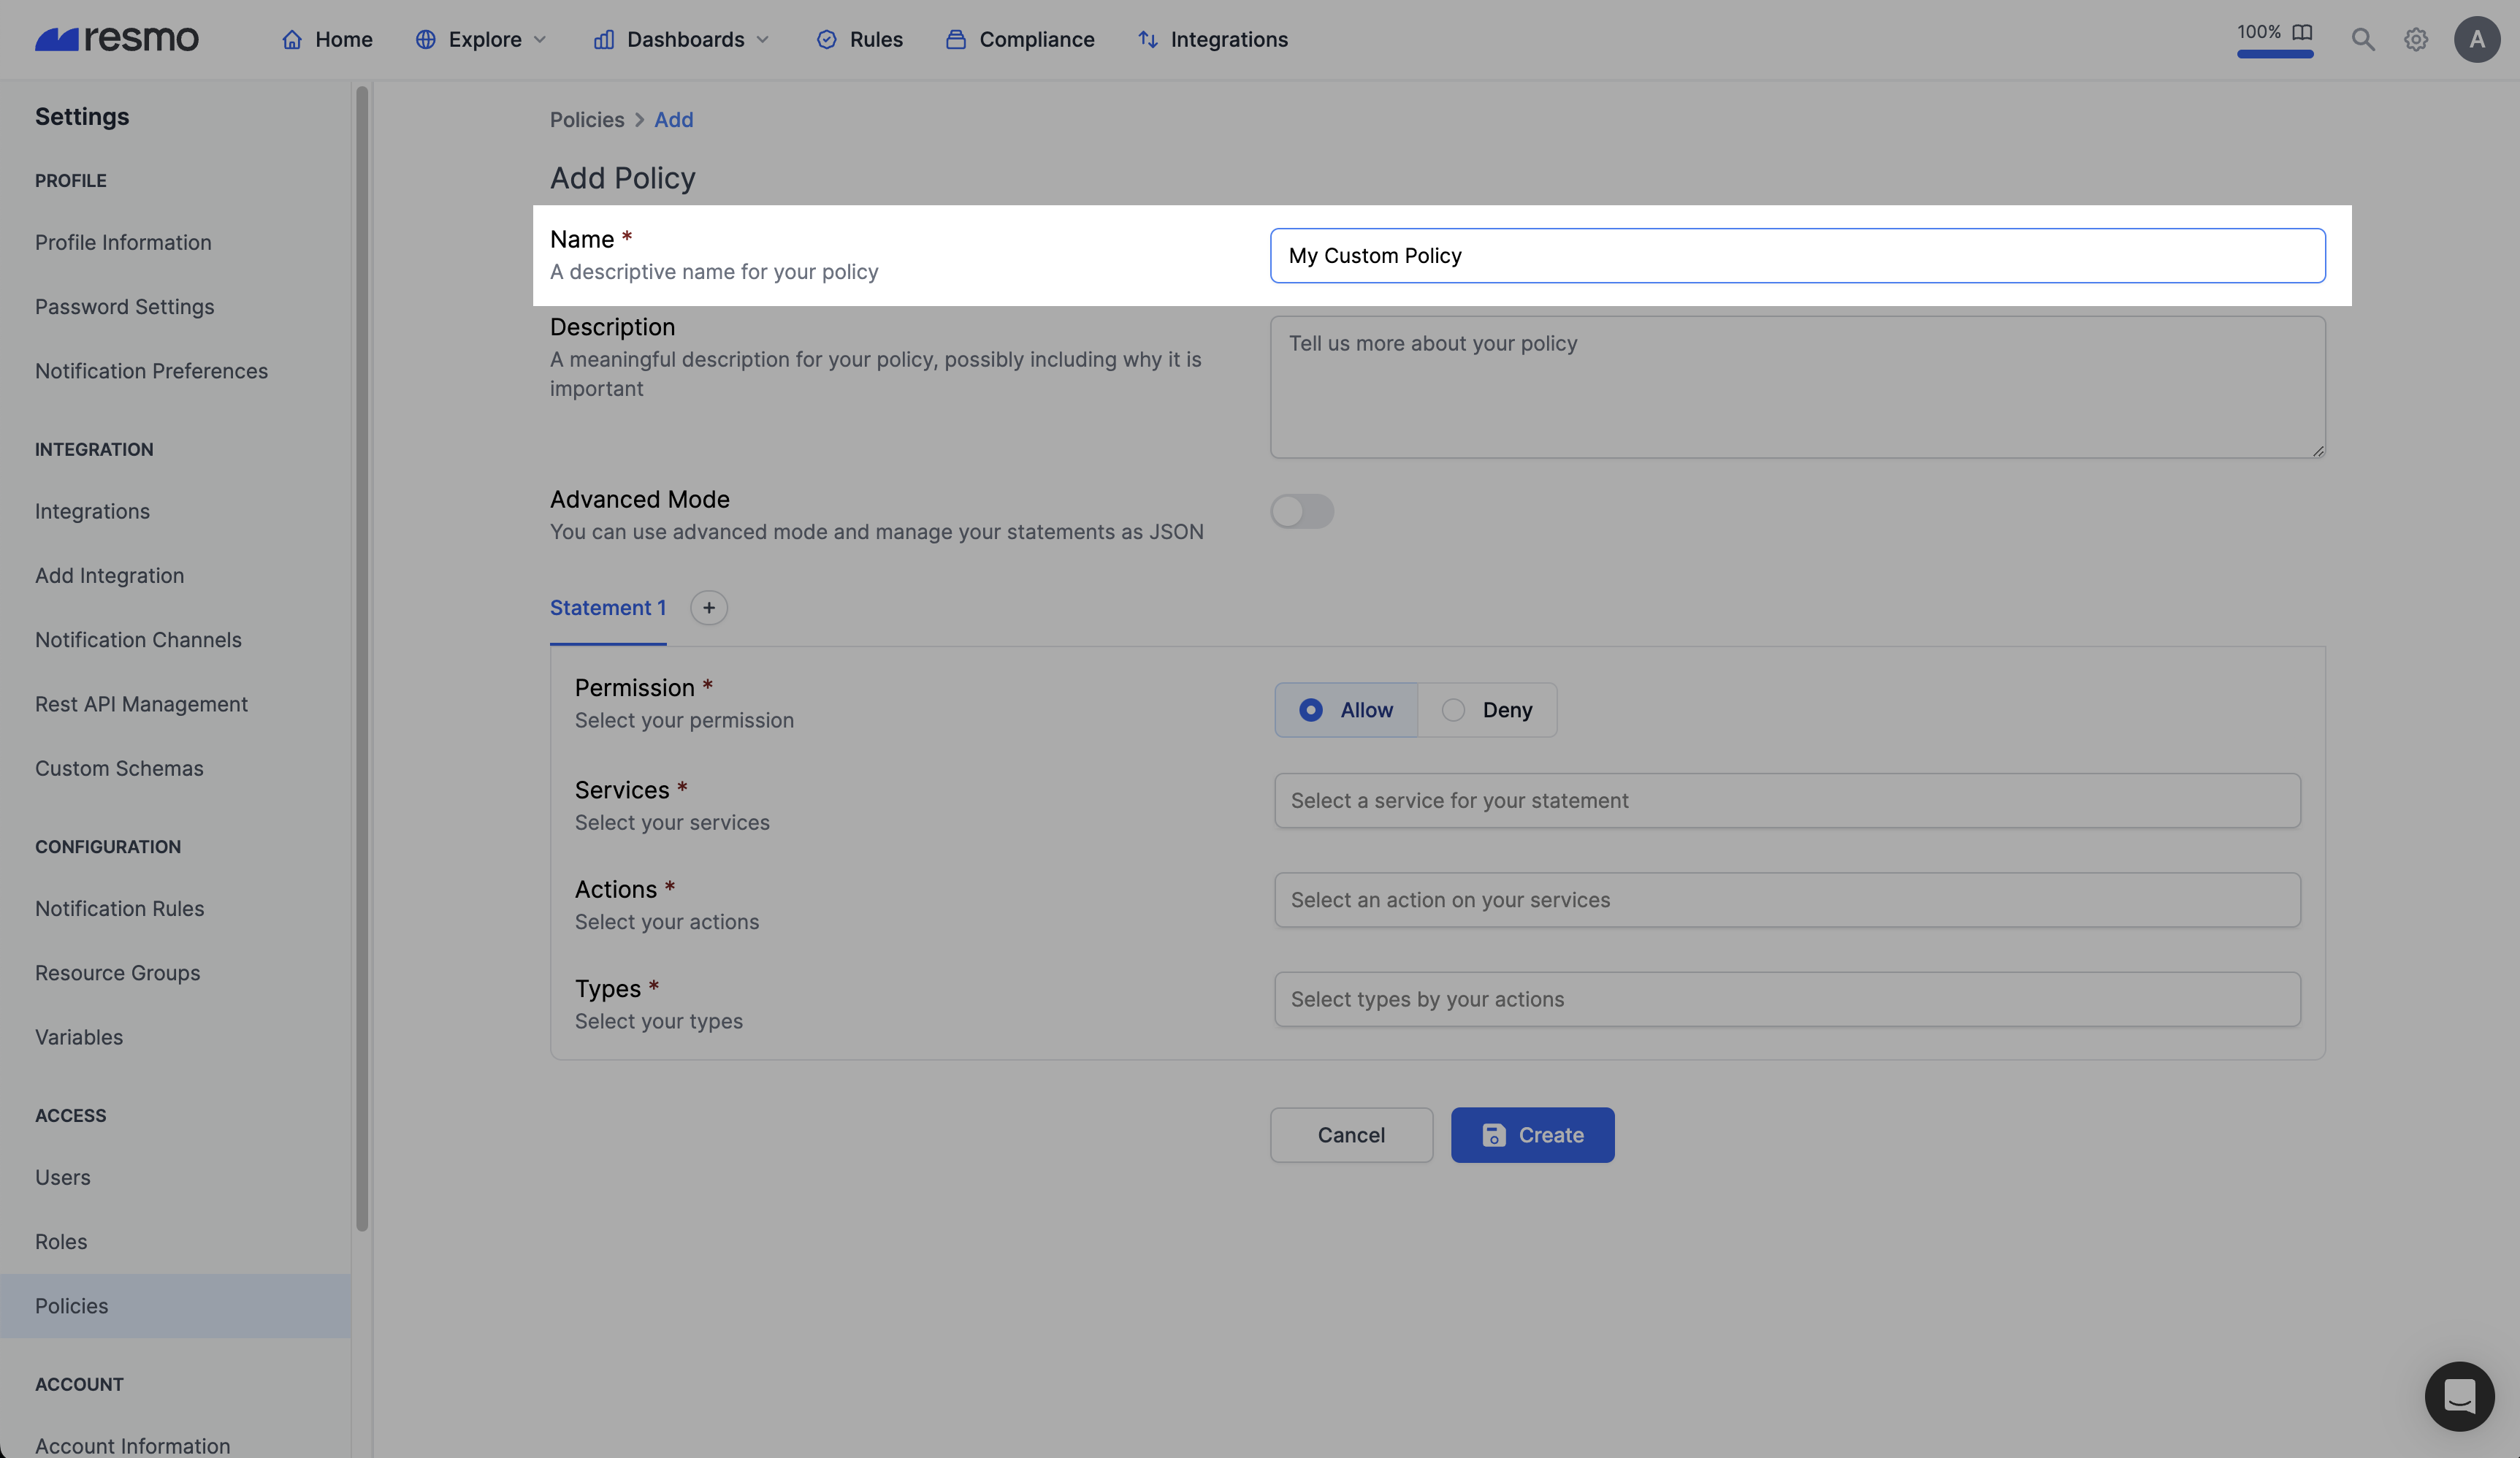 resmo
Home
Explore
Dashboards
Rules
Compliance
Integrations
100%
A
Settings
PROFILE
Profile Information
Password Settings
Notification Preferences
INTEGRATION
Integrations
Add Integration
Notification Channels
Rest API Management
Custom Schemas
CONFIGURATION
Notification Rules
Resource Groups
Variables
ACCESS
Users
Roles
Policies
ACCOUNT
Account Information
Policies > Add
Add Policy
Name *
A descriptive name for your policy
My Custom Policy
Description
A meaningful description for your policy, possibly including why it is
important
Tell us more about your policy
Advanced Mode
You can use advanced mode and manage your statements as JSON
Statement 1
+
Permission *
Select your permission
Allow
Deny
Services *
Select your services
Select a service for your statement
Actions *
Select your actions
Select an action on your services
Types *
Select your types
Select types by your actions
Cancel
Create